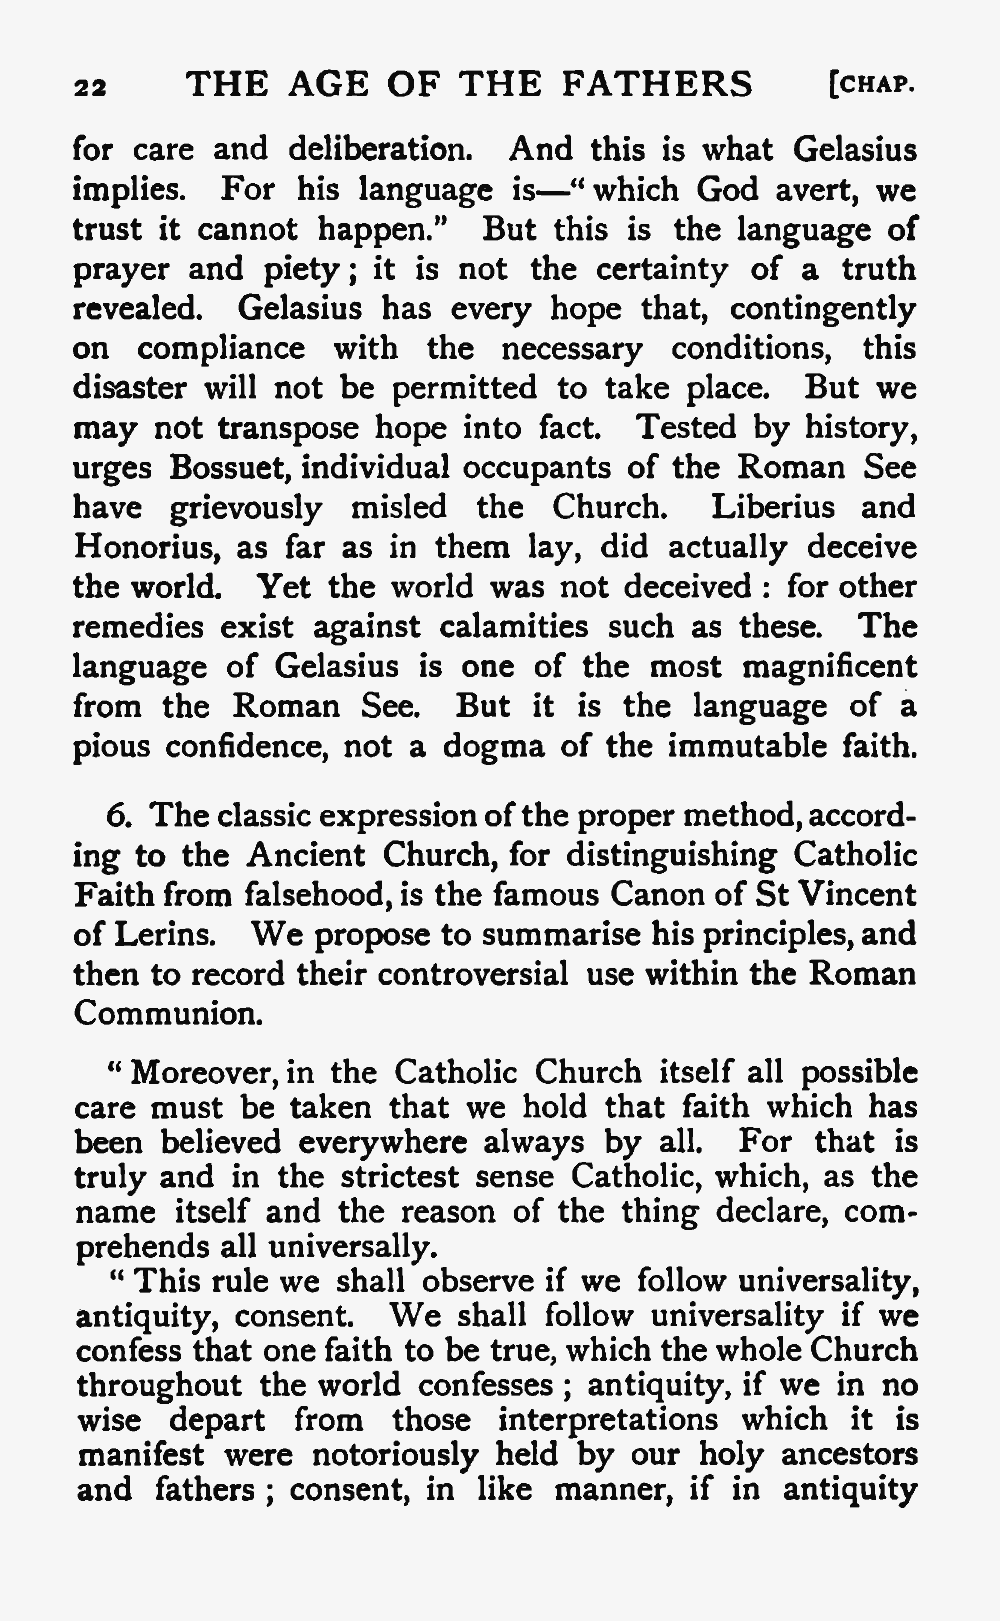 22 THE AGE OF THE FATHERS [CHAP.
for care and deliberation. And this is what Gelasius
implies. For his language is—“ which God avert, we
trust it cannot happen.” But this is the language of
prayer and piety ; it is not the certainty of a truth
revealed. Gelasius has every hope that, contingently
on compliance with the necessary conditions, this
disaster will not be permitted to take place. But we
may not transpose hope into fact. Tested by history,
urges Bossuet, individual occupants of the Roman See
have grievously misled the Church. Liberius and
Honorius, as far as in them lay, did actually deceive
the world. Yet the world was not deceived : for other
remedies exist against calamities such as these. The
language of Gelasius is one of the most magnificent
from the Roman See. But it is the language of a
pious confidence, not a dogma of the immutable faith.
6. The classic expression of the proper method, accord-
ing to the Ancient Church, for distinguishing Catholic
Faith from falsehood, is the famous Canon of St Vincent
of Lerins. We propose to summarise his principles, and
then to record their controversial use within the Roman
Communion.
“ Moreover, in the Catholic Church itself all possible
care must be taken that we hold that faith which has
been believed everywhere always by all. For that is
truly and in the strictest sense Catholic, which, as the
name itself and the reason of the thing declare, com-
prehends all universally.
“ This rule we shall observe if we follow universality,
antiquity, consent. We shall follow universality if we
confess that one faith to be true, which the whole Church
throughout the world confesses ; antiquity, if we in no
wise depart from those interpretations which it is
manifest were notoriously held by our holy ancestors
and fathers ; consent, in like manner, if in antiquity